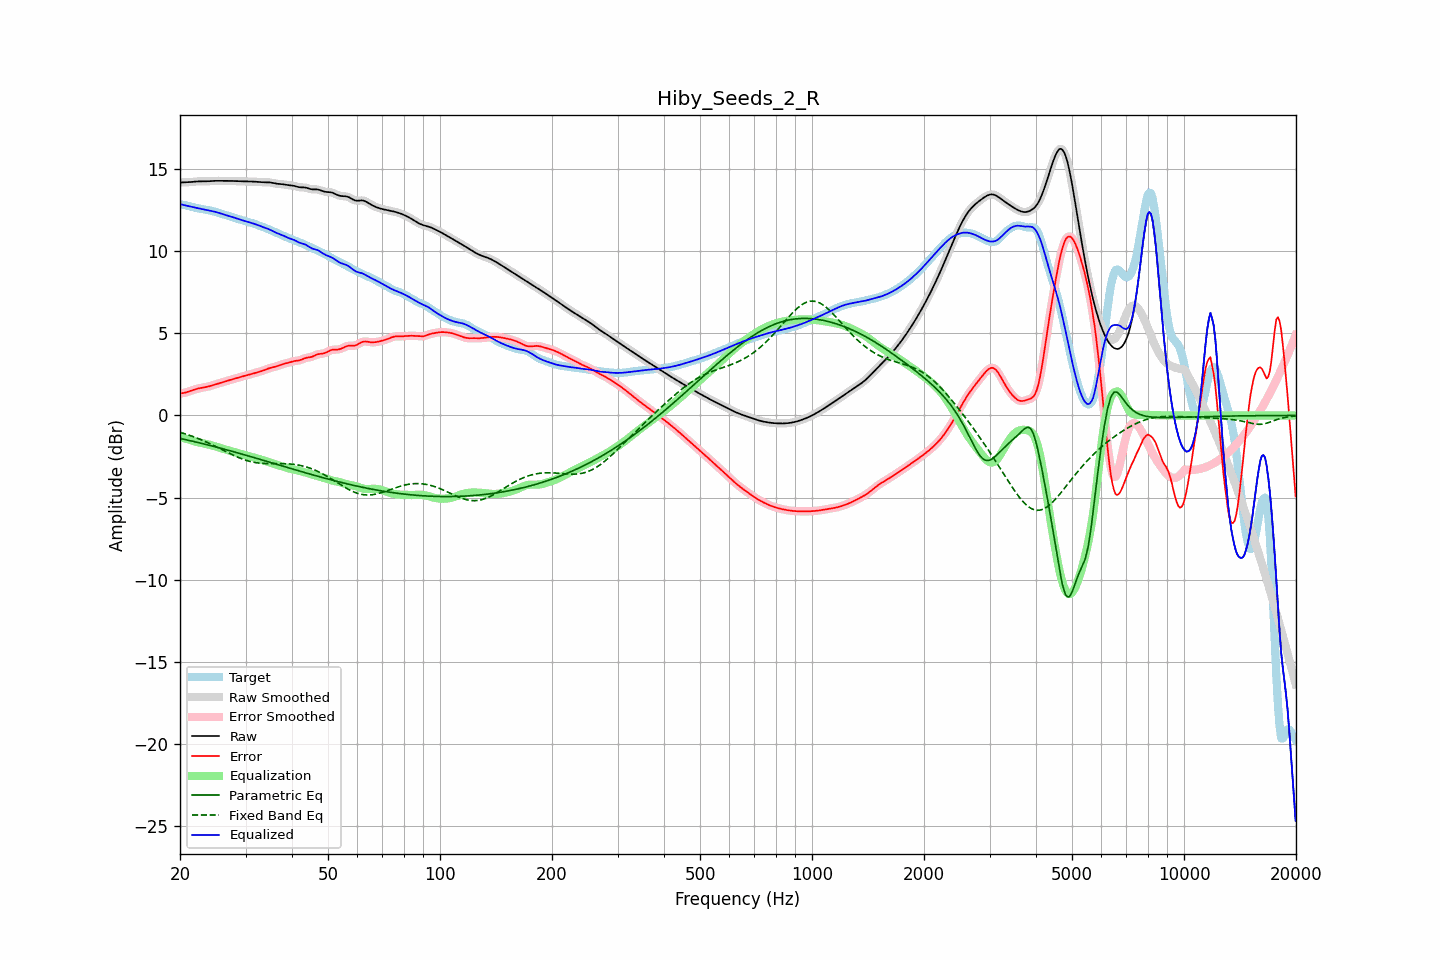 Hiby_Seeds_2_R
15
10
5
0
−5
−10
−15
−20
−25
Amplitude (dBr)
Target
Raw Smoothed
Error Smoothed
Raw
Error
Equalization
Parametric Eq
Fixed Band Eq
Equalized
20 50 100 200 500 1000 2000 5000 10000 20000
Frequency (Hz)